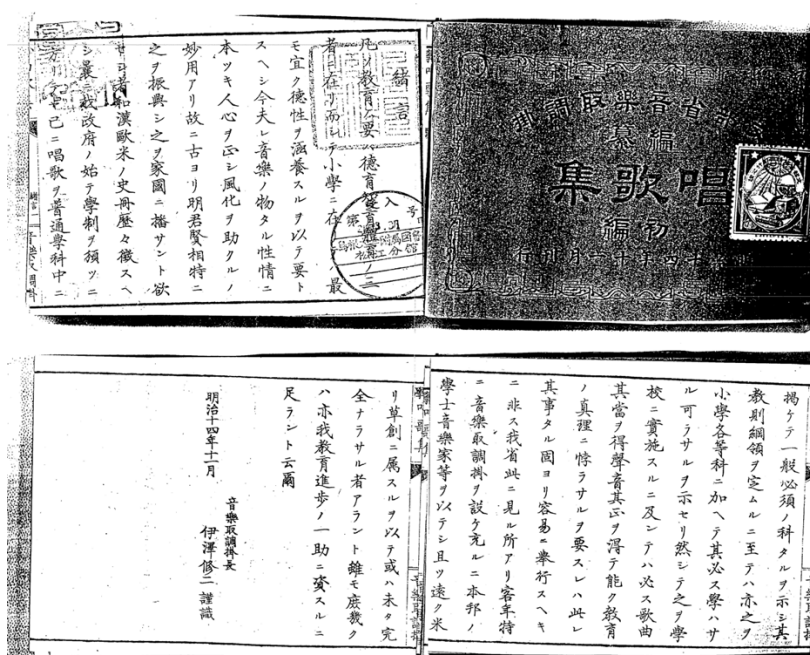 小學唱歌集
初編
緒言
凡ソ教育ノ要ハ德育智育體育ノ三
者ニ在リ而シテ小學ニ在リテハ最
モ宜ク德性ヲ涵養スルヲ以テ要ト
スヘシ今夫レ音樂ノ物タル性情ニ
本ツキ人心ヲ正シ風化ヲ助クルノ
妙用アリ故ニ古ヨリ明君賢相特ニ
之ヲ振興シ之ヲ家國ニ播サント欲
セシ者和漢歐米ノ史冊歷々徵スヘ
シ曩ニ我政府ノ始テ學制ヲ頒ツニ
方リテヤ已ニ唱歌ヲ普通學科中ニ
揭ケテ一般必須ノ科タルヲ示シ其
教則綱領ヲ定ムルニ至テハ亦之ヲ
小學各等科ニ加ヘテ其必ス學ハサ
ル可ラサルヲ示セリ然シテ之ヲ學
校ニ實施スルニ及ンテハ必ス歌曲
其當ヲ得聲音其正ヲ得テ能ク教育
ノ真理ニ悖ラサルヲ要スレハ此レ
其事タル固ヨリ容易ニ擧行スヘキ
ニ非ス我省此ニ見ル所アリ客年特
ニ音樂取調掛ヲ設ケ充ルニ本邦ノ
學士音樂家等ヲ以テシ且ツ遠ク米
リ草創ニ属スルヲ以テ或ハ未タ完
全ナラサル者アラント雖モ庶幾ク
ハ亦我教育進歩ノ一助ニ資スルニ
足ラント云爾
明治十四年十一月
音樂取調掛長
伊澤修二謹識